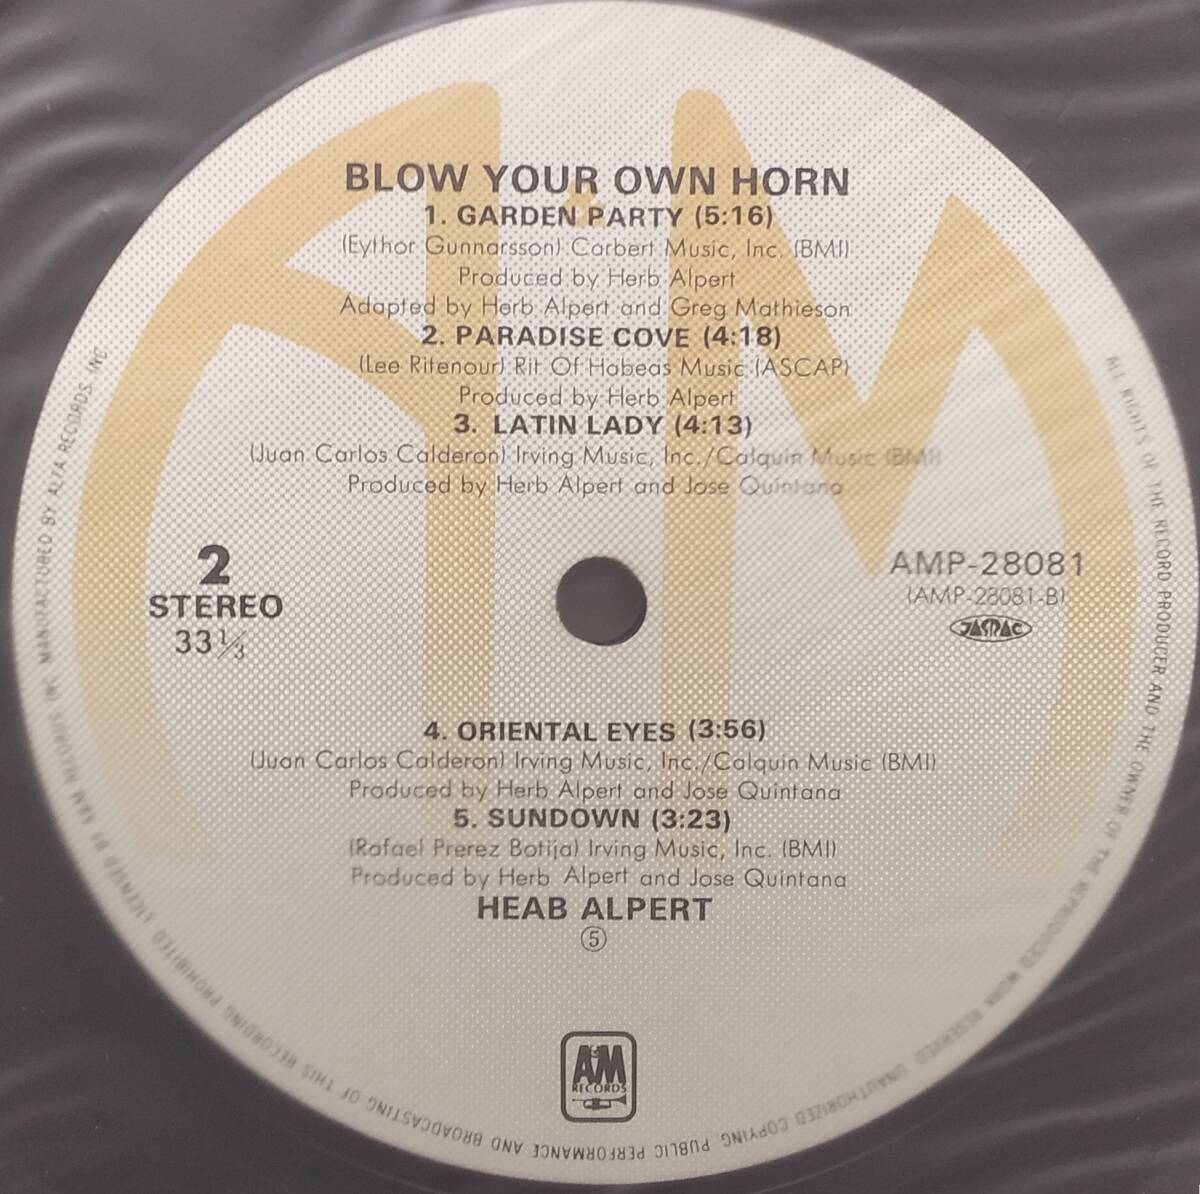 BLOW YOUR OWN HORN
1. GARDEN PARTY (5:16)
(Eythor Gunnarsson) Carbert Music, Inc. (BMI)
Produced by Herb Alpert
Adapted by Herb Alpert and Greg Mathieson
2. PARADISE COVE (4:18)
(Lee Ritenour) Rit Of Habeas Music (ASCAP)
Produced by Herb Alpert
3. LATIN LADY (4:13)
(Juan Carlos Calderon) Irving Music, Inc./Calquin Music (BMI)
Produced by Herb Alpert and Jose Quintana
2
STEREO
33 1/3
AMP-28081
(AMP-28081-B)
JASRAC
4. ORIENTAL EYES (3:56)
(Juan Carlos Calderon) Irving Music, Inc./Calquin Music (BMI)
Produced by Herb Alpert and Jose Quintana
5. SUNDOWN (3:23)
(Rafael Prerez Botija) Irving Music, Inc. (BMI)
Produced by Herb Alpert and Jose Quintana
HEAB ALPERT
⑤
A&M
RECORDS
ALL RIGHTS OF THE RECORD PRODUCER AND THE OWNER OF THE REPRODUCED WORK RESERVED. UNAUTHORIZED COPYING, PUBLIC PERFORMANCE AND BROADCASTING OF THIS RECORDING PROHIBITED. LICENSED BY A&M RECORDS, INC. MANUFACTURED BY ALFA RECORDS, INC.